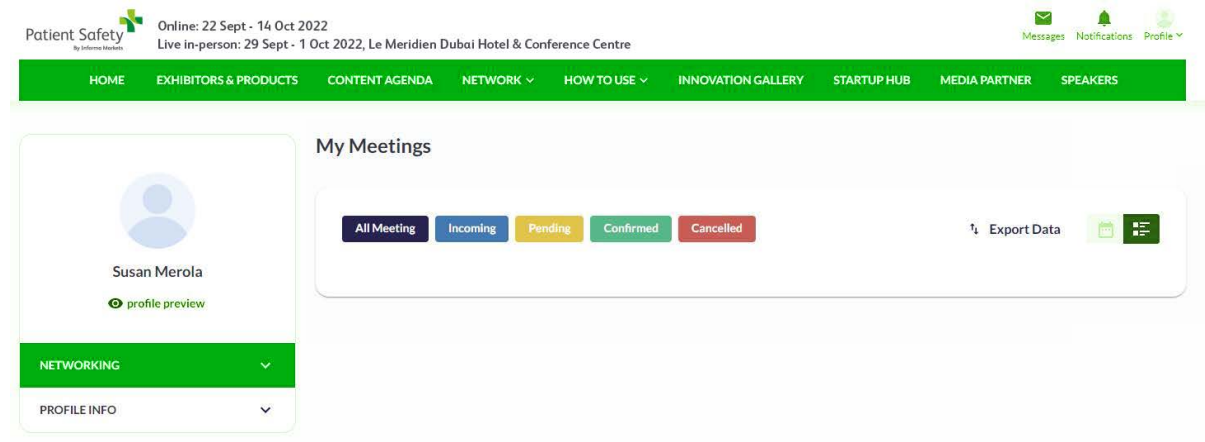 Patient Safety
By Informa Markets
Online: 22 Sept - 14 Oct 2022
Live in-person: 29 Sept - 1 Oct 2022, Le Meridien Dubai Hotel & Conference Centre
Messages Notifications Profile
HOME EXHIBITORS & PRODUCTS CONTENT AGENDA NETWORK HOW TO USE INNOVATION GALLERY STARTUP HUB MEDIA PARTNER SPEAKERS
My Meetings
All Meeting Incoming Pending Confirmed Cancelled Export Data
Susan Merola
profile preview
NETWORKING
PROFILE INFO